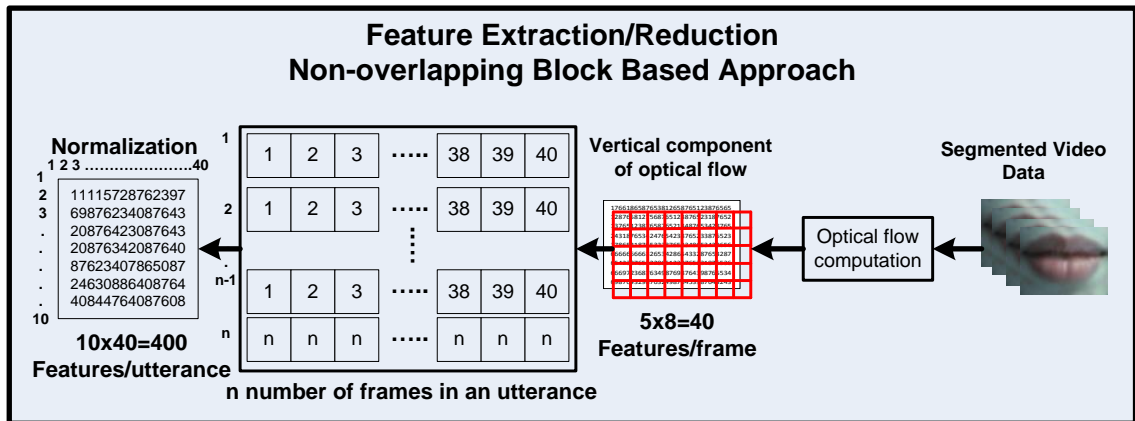 Feature Extraction/Reduction
Non-overlapping Block Based Approach
Normalization
1 2 3 ........................40
1
2
3
.
.
.
.
10
11115728762397
69876234087643
208764230876​43
20876342087640
87623407865087
24630886408764
40844764087608
10x40=400
Features/utterance
1
1 2 3 ..... 38 39 40
2
1 2 3 ..... 38 39 40
.
n-1
1 2 3 ..... 38 39 40
n
n n n ..... n n n
n number of frames in an utterance
Vertical component
of optical flow
5x8=40
Features/frame
Optical flow
computation
Segmented Video
Data